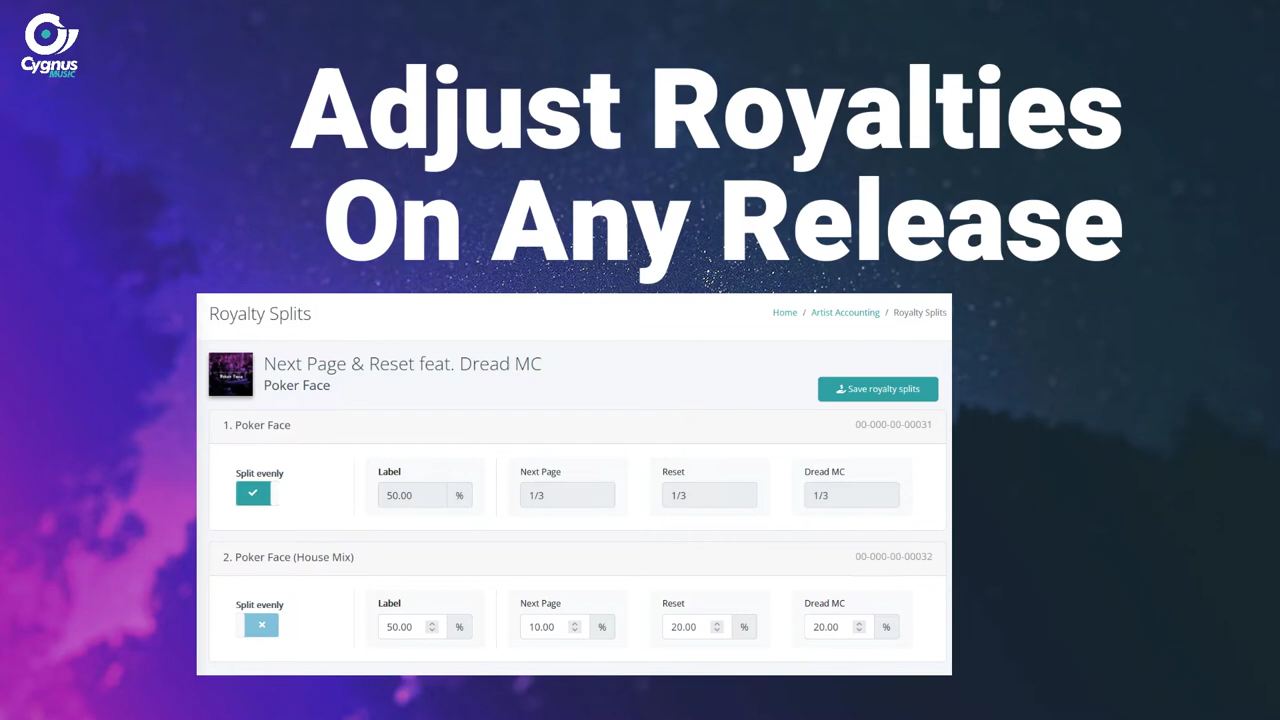 Cygnus
MUSIC
Adjust Royalties
On Any Release
Royalty Splits
Home / Artist Accounting / Royalty Splits
Poker Face
Next Page & Reset feat. Dread MC
Poker Face
Save royalty splits
1. Poker Face 00-000-00-00031
Split evenly Label Next Page Reset Dread MC
50.00 % 1/3 1/3 1/3
2. Poker Face (House Mix) 00-000-00-00032
Split evenly Label Next Page Reset Dread MC
50.00 % 10.00 % 20.00 % 20.00 %